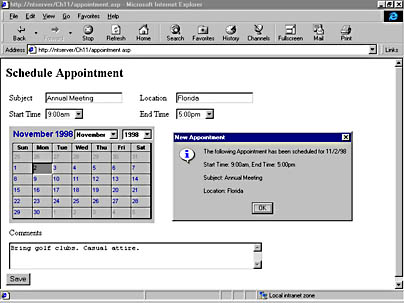 http://ntserver/Ch11/appointment.asp - Microsoft Internet Explorer
File Edit View Go Favorites Help
Back Forward Stop Refresh Home Search Favorites History Channels Fullscreen Mail Print
Address http://ntserver/Ch11/appointment.asp Links
Schedule Appointment
Subject Annual Meeting Location Florida
Start Time 9:00am End Time 5:00pm
November 1998 November 1998
Sun Mon Tue Wed Thu Fri Sat
25 26 27 28 29 30 31
1 2 3 4 5 6 7
8 9 10 11 12 13 14
15 16 17 18 19 20 21
22 23 24 25 26 27 28
29 30 1 2 3 4 5
New Appointment
The following Appointment has been scheduled for 11/2/98
Start Time: 9:00am, End Time: 5:00pm
Subject: Annual Meeting
Location: Florida
OK
Comments
Bring golf clubs. Casual attire.
Save
Local intranet zone